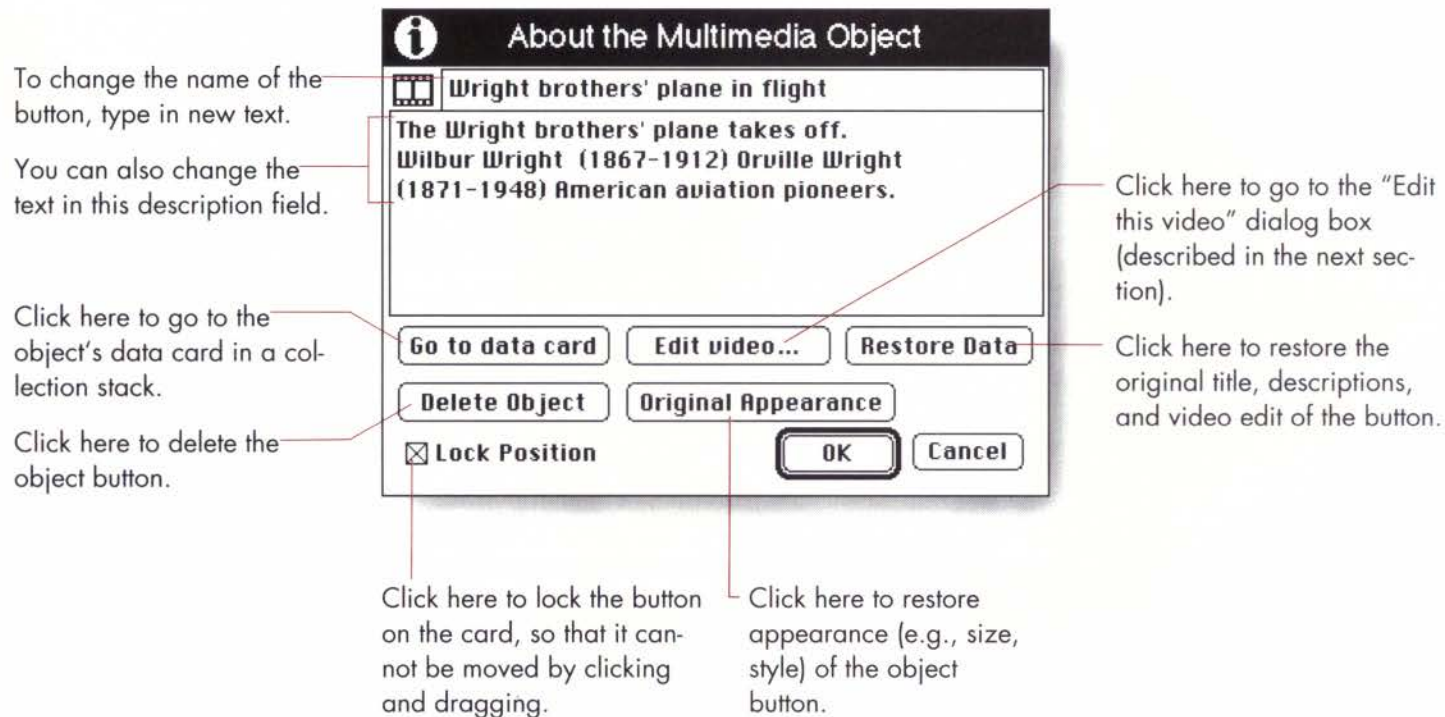 About the Multimedia Object
To change the name of the
button, type in new text.
You can also change the
text in this description field.
Click here to go to the
object's data card in a col-
lection stack.
Click here to delete the
object button.
Wright brothers' plane in flight
The Wright brothers' plane takes off.
Wilbur Wright (1867-1912) Orville Wright
(1871-1948) American aviation pioneers.
Go to data card
Edit video...
Restore Data
Delete Object
Original Appearance
Lock Position
OK
Cancel
Click here to go to the "Edit
this video" dialog box
(described in the next sec-
tion).
Click here to restore the
original title, descriptions,
and video edit of the button.
Click here to lock the button
on the card, so that it can-
not be moved by clicking
and dragging.
Click here to restore
appearance (e.g., size,
style) of the object
button.